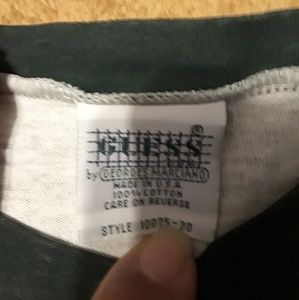 GUESS ®
by GEORGES MARCIANO
MADE IN U.S.A
100% COTTON
CARE ON REVERSE
STYLE 10075-30